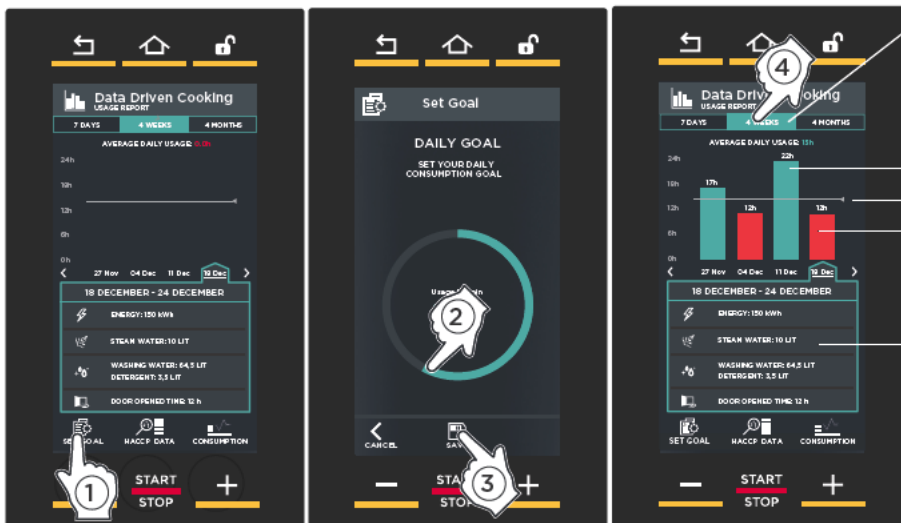 Data Driven Cooking
USAGE REPORT
7 DAYS 4 WEEKS 4 MONTHS
AVERAGE DAILY USAGE:
24h
18h
12h
6h
0h
27 Nov 04 Dec 11 Dec 19 Dec
18 DECEMBER - 24 DECEMBER
ENERGY: 150 kWh
STEAM WATER: 10 LIT
WASHING WATER: 64,5 LIT
DETERGENT: 3,5 LIT
DOOR OPENED TIME: 12 h
SET GOAL HACCP DATA CONSUMPTION
1
START
STOP
+
Set Goal
DAILY GOAL
SET YOUR DAILY
CONSUMPTION GOAL
2
CANCEL
3
− +
4
Data Driven Cooking
USAGE REPORT
7 DAYS 4 WEEKS 4 MONTHS
AVERAGE DAILY USAGE: 15h
24h
22h
18h
17h
12h
12h
12h
6h
0h
27 Nov 04 Dec 11 Dec 19 Dec
18 DECEMBER - 24 DECEMBER
ENERGY: 150 kWh
STEAM WATER: 10 LIT
WASHING WATER: 64,5 LIT
DETERGENT: 3,5 LIT
DOOR OPENED TIME: 12 h
SET GOAL HACCP DATA CONSUMPTION
− START +
STOP